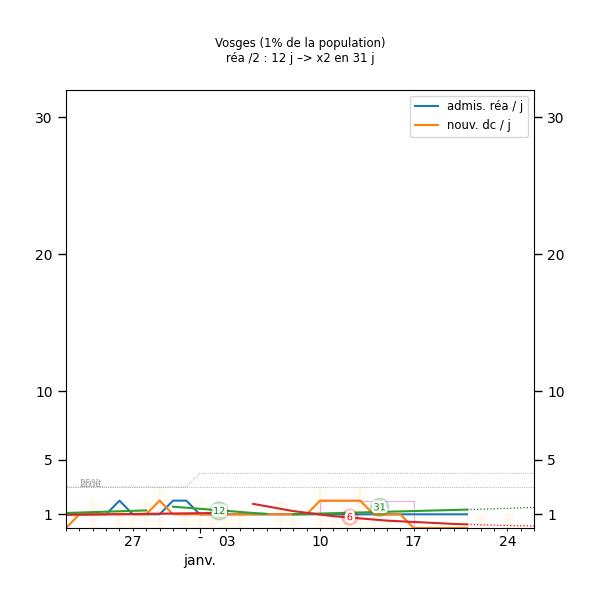 Vosges (1% de la population)
réa /2 : 12 j –> x2 en 31 j
admis. réa / j
nouv. dc / j
30 30
20 20
10 10
5 5
1 1
12
31
6
27 - 03 10 17 24
janv.